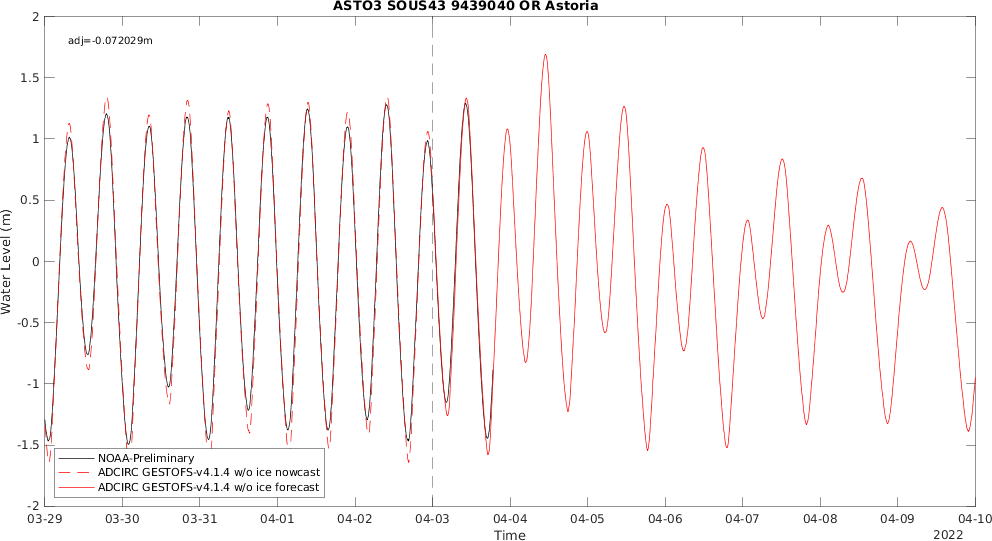 ASTO3 SOUS43 9439040 OR Astoria
adj=-0.072029m
2
1.5
1
0.5
0
-0.5
-1
-1.5
-2
Water Level (m)
NOAA-Preliminary
ADCIRC GESTOFS-v4.1.4 w/o ice nowcast
ADCIRC GESTOFS-v4.1.4 w/o ice forecast
03-29 03-30 03-31 04-01 04-02 04-03 04-04 04-05 04-06 04-07 04-08 04-09 04-10
Time
2022